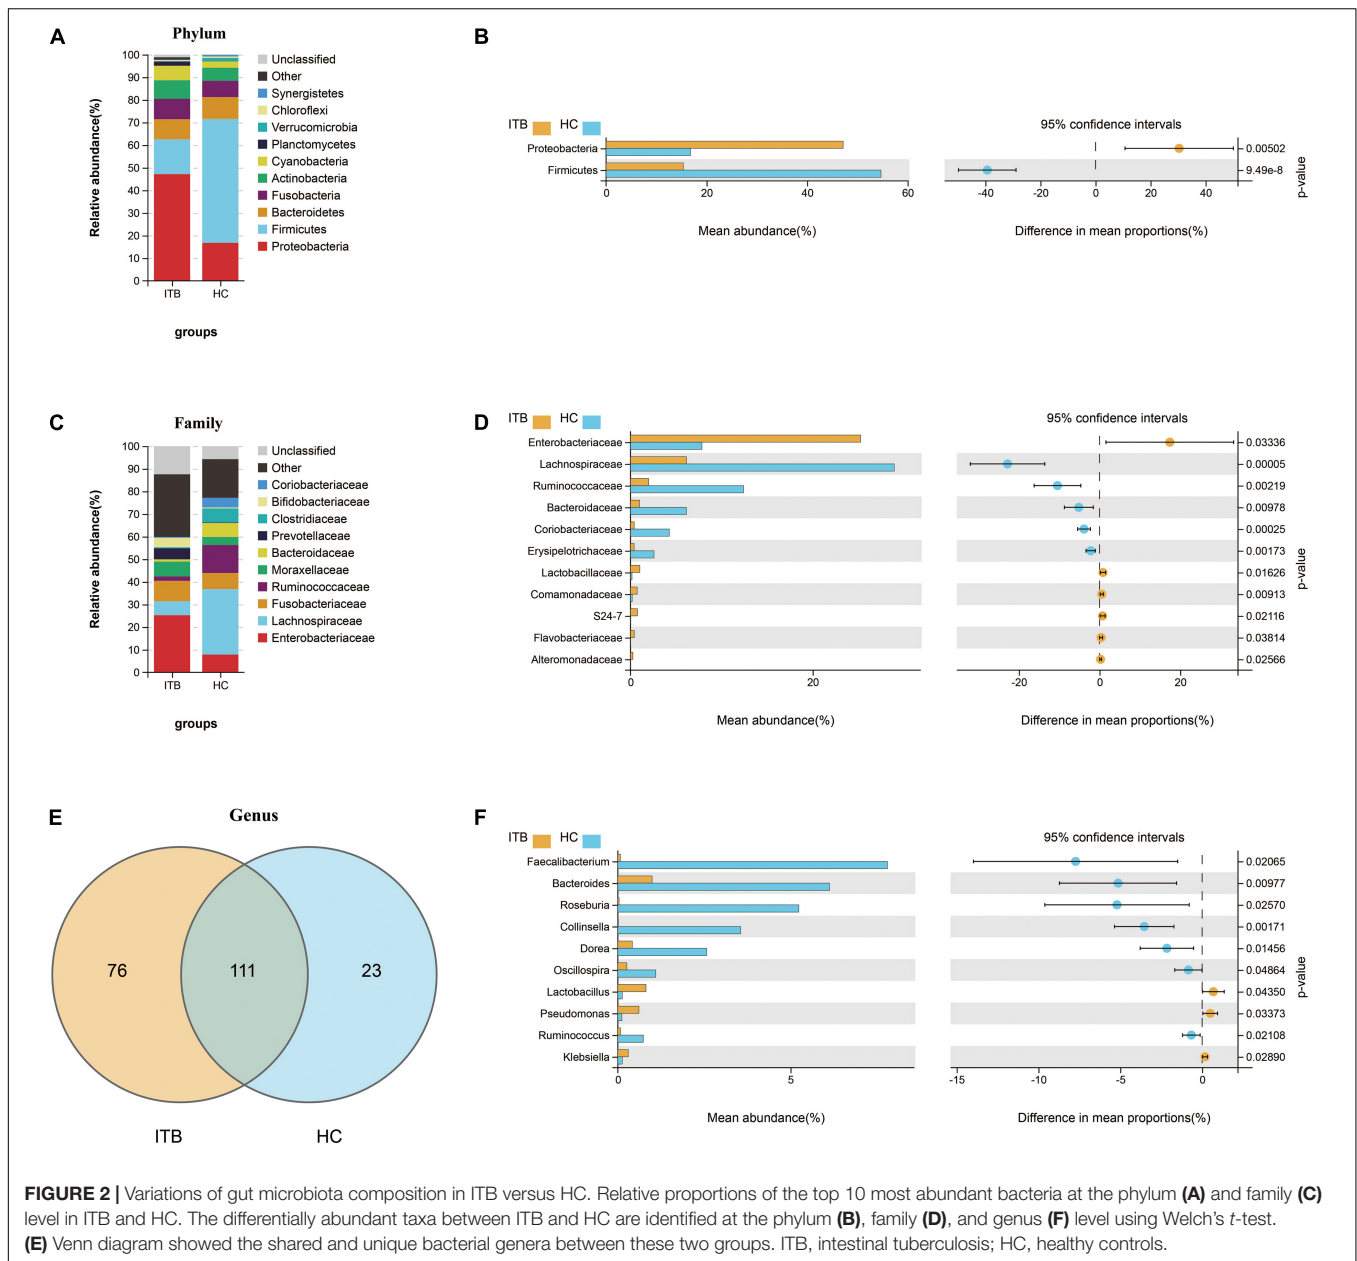 A
Phylum
Relative abundance(%)
100
90
80
70
60
50
40
30
20
10
0
ITB HC
groups
Unclassified
Other
Synergistetes
Chloroflexi
Verrucomicrobia
Planctomycetes
Cyanobacteria
Actinobacteria
Fusobacteria
Bacteroidetes
Firmicutes
Proteobacteria
B
ITB HC
95% confidence intervals
Proteobacteria
Firmicutes
0 20 40 60
Mean abundance(%)
-40 -20 0 20 40
Difference in mean proportions(%)
0.00502
9.49e-8
p-value
C
Family
Relative abundance(%)
100
90
80
70
60
50
40
30
20
10
0
ITB HC
groups
Unclassified
Other
Coriobacteriaceae
Bifidobacteriaceae
Clostridiaceae
Prevotellaceae
Bacteroidaceae
Moraxellaceae
Ruminococcaceae
Fusobacteriaceae
Lachnospiraceae
Enterobacteriaceae
D
ITB HC
95% confidence intervals
Enterobacteriaceae
Lachnospiraceae
Ruminococcaceae
Bacteroidaceae
Coriobacteriaceae
Erysipelotrichaceae
Lactobacillaceae
Comamonadaceae
S24-7
Flavobacteriaceae
Alteromonadaceae
0 20
Mean abundance(%)
-20 0 20
Difference in mean proportions(%)
0.03336
0.00005
0.00219
0.00978
0.00025
0.00173
0.01626
0.00913
0.02116
0.03814
0.02566
p-value
E
Genus
76 111 23
ITB HC
F
ITB HC
95% confidence intervals
Faecalibacterium
Bacteroides
Roseburia
Collinsella
Dorea
Oscillospira
Lactobacillus
Pseudomonas
Ruminococcus
Klebsiella
0 5
Mean abundance(%)
-15 -10 -5 0
Difference in mean proportions(%)
0.02065
0.00977
0.02570
0.00171
0.01456
0.04864
0.04350
0.03373
0.02108
0.02890
p-value
FIGURE 2 | Variations of gut microbiota composition in ITB versus HC. Relative proportions of the top 10 most abundant bacteria at the phylum (A) and family (C)
level in ITB and HC. The differentially abundant taxa between ITB and HC are identified at the phylum (B), family (D), and genus (F) level using Welch's t-test.
(E) Venn diagram showed the shared and unique bacterial genera between these two groups. ITB, intestinal tuberculosis; HC, healthy controls.